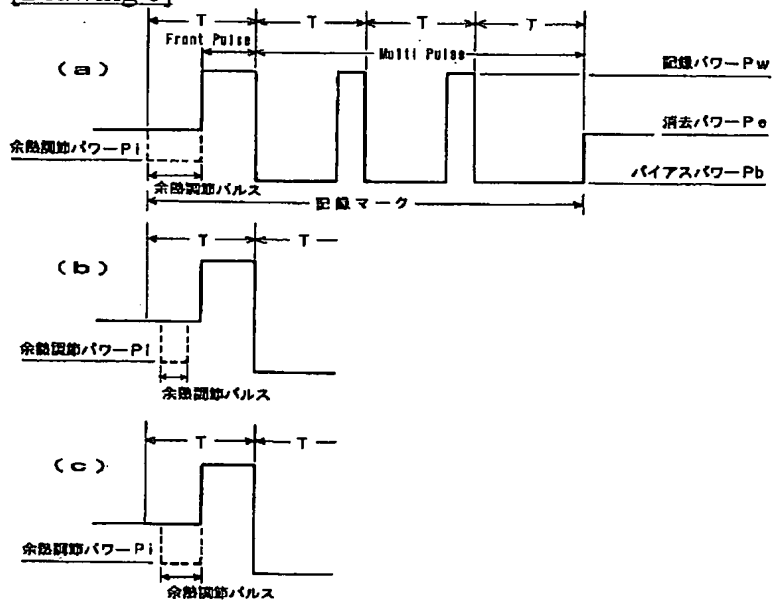 T T T T
Front Pulse
Multi Pulse
(a)
記録パワーPw
消去パワーPe
余熱調節パワーPi
バイアスパワーPb
余熱調節パルス
記録マーク
T T
(b)
余熱調節パワーPi
余熱調節パルス
T T
(c)
余熱調節パワーPi
余熱調節パルス